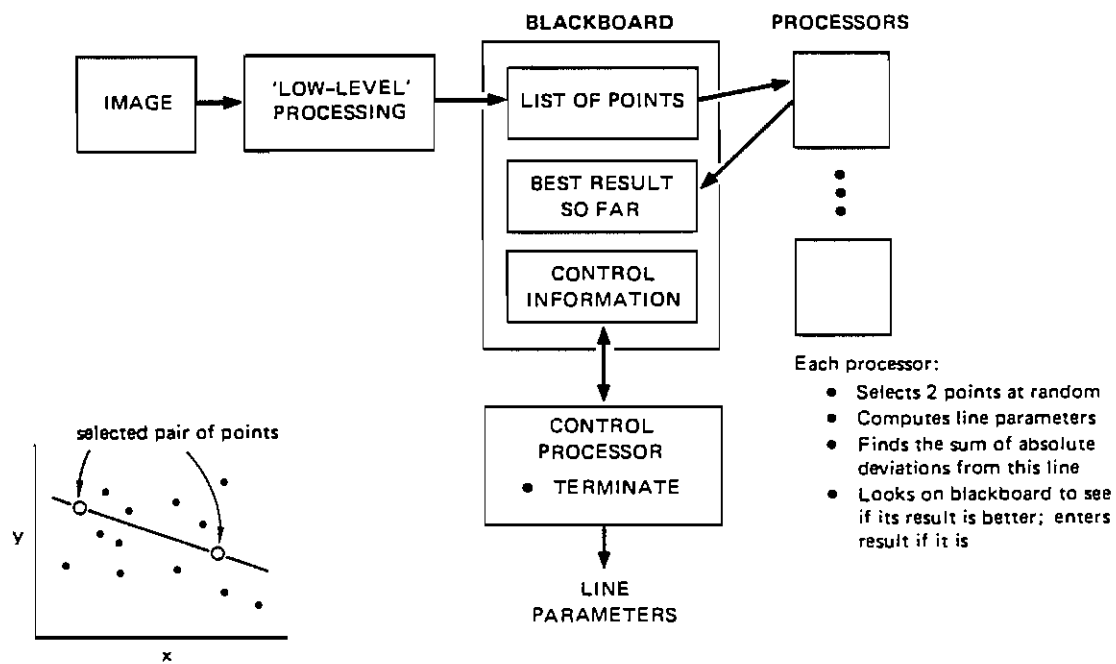 BLACKBOARD
PROCESSORS
IMAGE
'LOW-LEVEL'
PROCESSING
LIST OF POINTS
BEST RESULT
SO FAR
CONTROL
INFORMATION
Each processor:
• Selects 2 points at random
• Computes line parameters
• Finds the sum of absolute
deviations from this line
• Looks on blackboard to see
if its result is better; enters
result if it is
CONTROL
PROCESSOR
• TERMINATE
LINE
PARAMETERS
selected pair of points
y
x